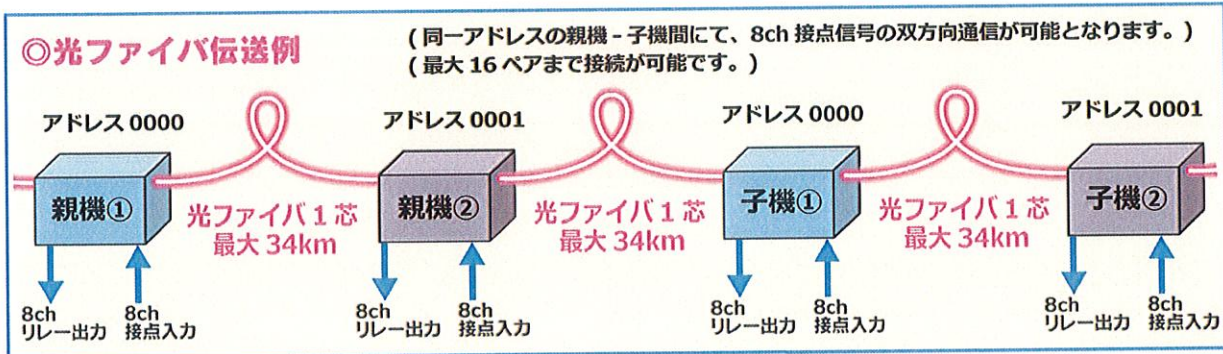 ◎光ファイバ伝送例
(同一アドレスの親機-子機間にて、8ch 接点信号の双方向通信が可能となります。)
(最大 16 ペアまで接続が可能です。)
アドレス 0000
アドレス 0001
アドレス 0000
アドレス 0001
親機①
親機②
子機①
子機②
光ファイバ 1 芯
最大 34km
光ファイバ 1 芯
最大 34km
光ファイバ 1 芯
最大 34km
8ch
リレー出力
8ch
接点入力
8ch
リレー出力
8ch
接点入力
8ch
リレー出力
8ch
接点入力
8ch
リレー出力
8ch
接点入力